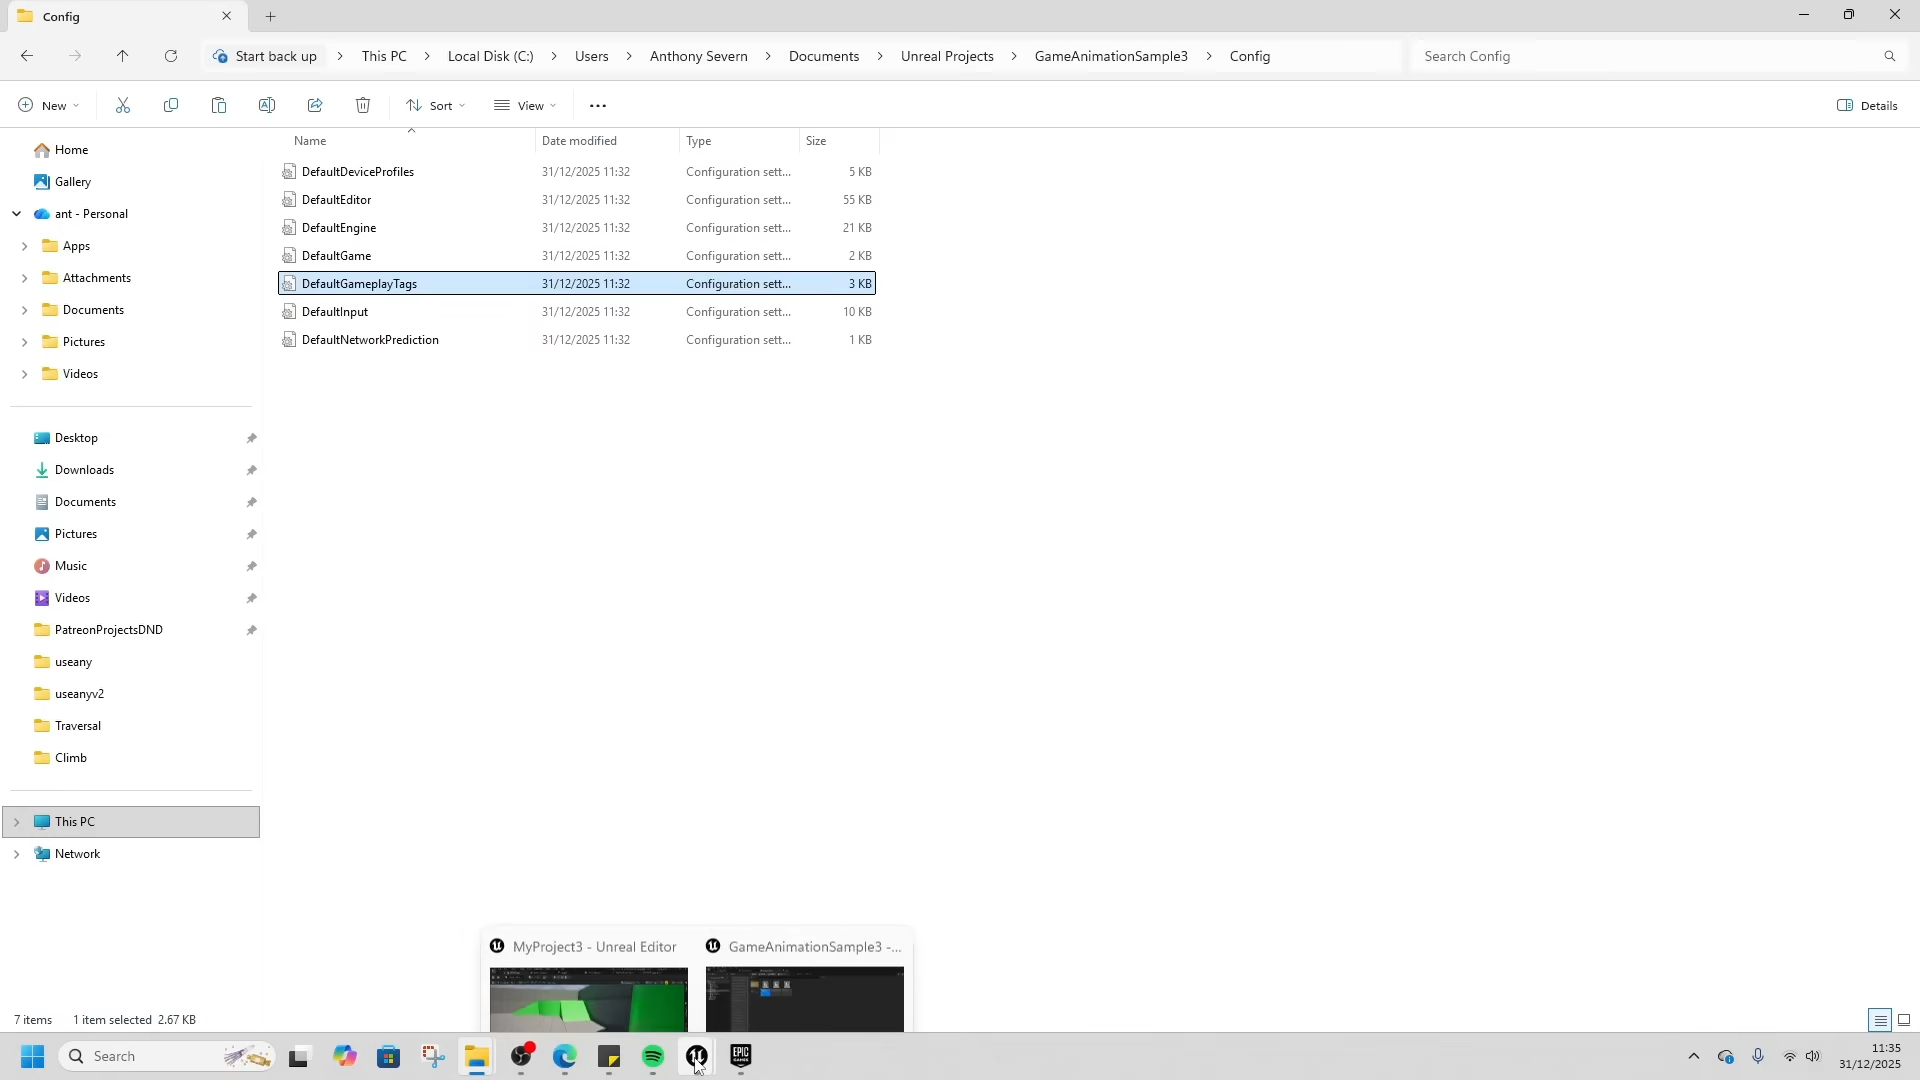 Config
Start back up
This PC
Local Disk (C:)
Users
Anthony Severn
Documents
Unreal Projects
GameAnimationSample3
Config
Search Config
New
Sort
View
Details
Name
Date modified
Type
Size
DefaultDeviceProfiles 31/12/2025 11:32 Configuration sett... 5 KB
DefaultEditor 31/12/2025 11:32 Configuration sett... 55 KB
DefaultEngine 31/12/2025 11:32 Configuration sett... 21 KB
DefaultGame 31/12/2025 11:32 Configuration sett... 2 KB
DefaultGameplayTags 31/12/2025 11:32 Configuration sett... 3 KB
DefaultInput 31/12/2025 11:32 Configuration sett... 10 KB
DefaultNetworkPrediction 31/12/2025 11:32 Configuration sett... 1 KB
Home
Gallery
ant - Personal
Apps
Attachments
Documents
Pictures
Videos
Desktop
Downloads
Documents
Pictures
Music
Videos
PatreonProjectsDND
useany
useanyv2
Traversal
Climb
This PC
Network
MyProject3 - Unreal Editor
GameAnimationSample3 -...
7 items
1 item selected 2.67 KB
Search
EPIC
GAMES
11:35
31/12/2025